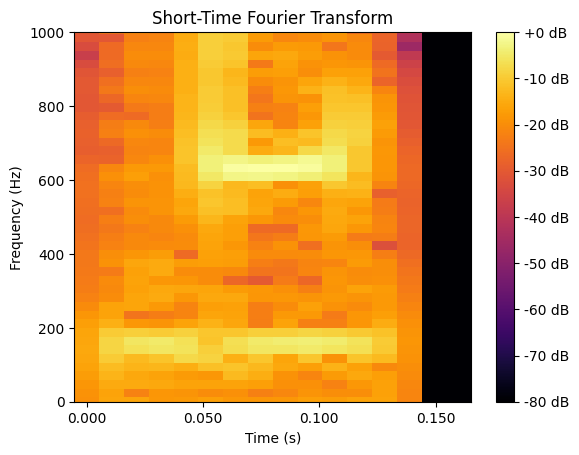 Short-Time Fourier Transform
Frequency (Hz)
1000
800
600
400
200
0
0.000
0.050
0.100
0.150
Time (s)
+0 dB
-10 dB
-20 dB
-30 dB
-40 dB
-50 dB
-60 dB
-70 dB
-80 dB